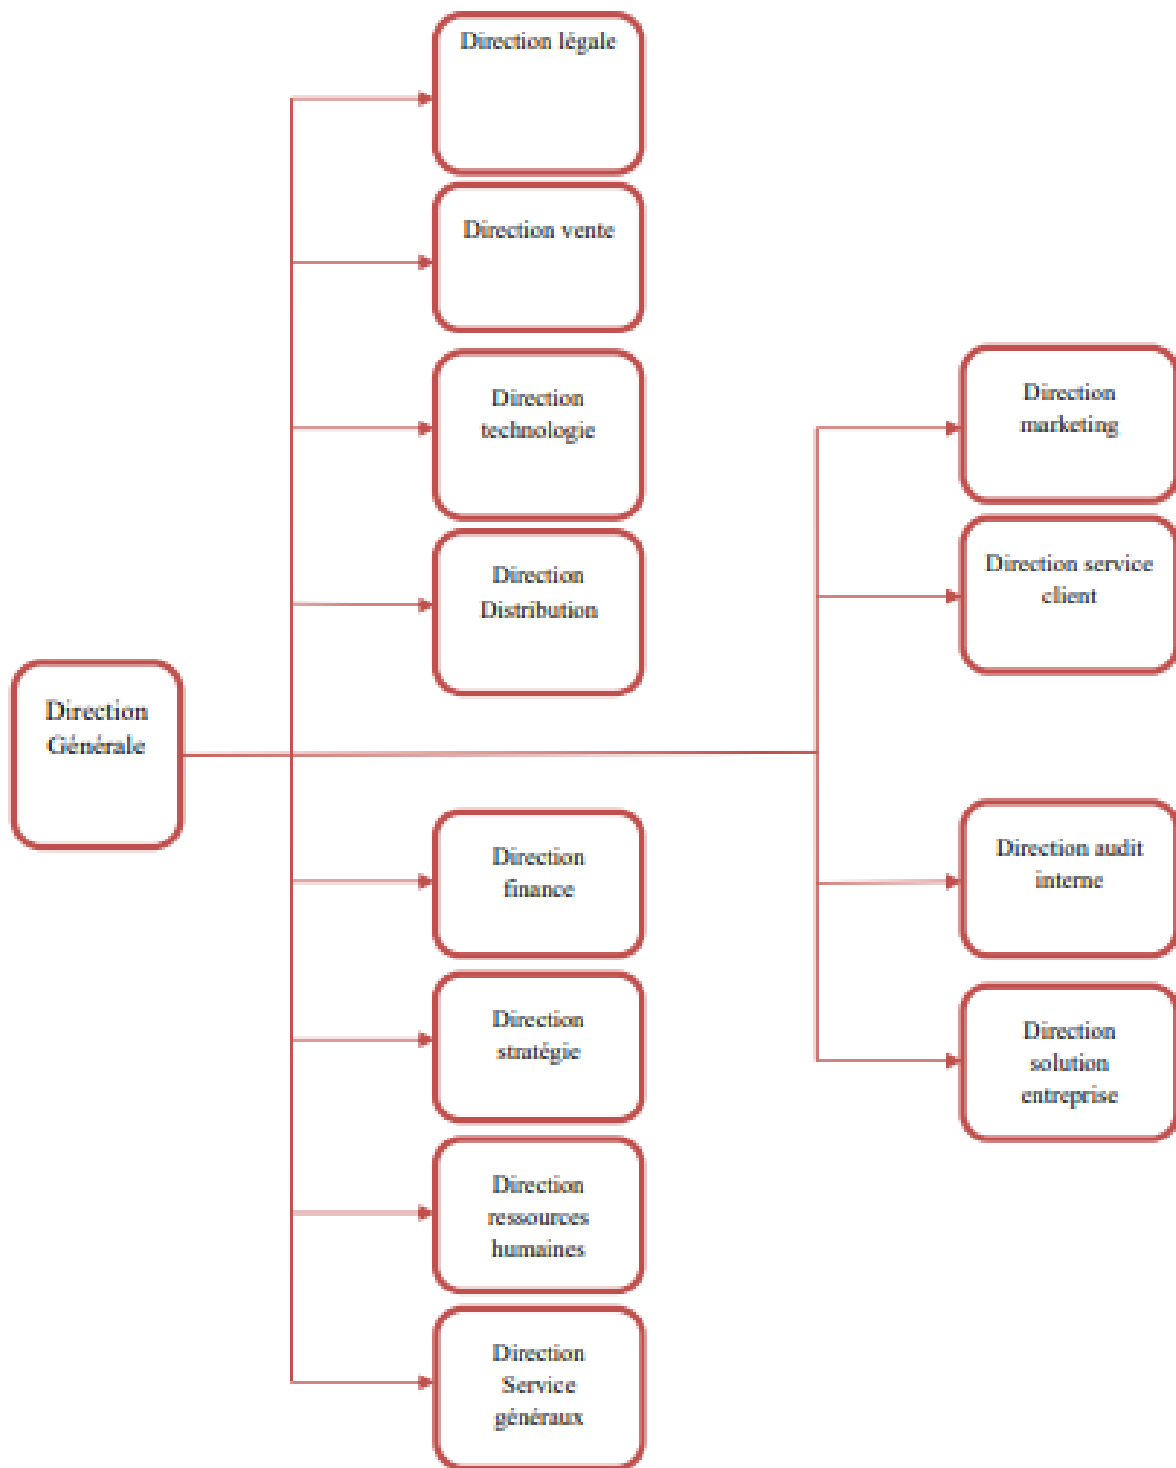 Direction légale
Direction vente
Direction
technologie
Direction
Distribution
Direction
Générale
Direction
finance
Direction
stratégie
Direction
ressources
humaines
Direction
Service
généraux
Direction
marketing
Direction service
client
Direction audit
interne
Direction
solution
entreprise